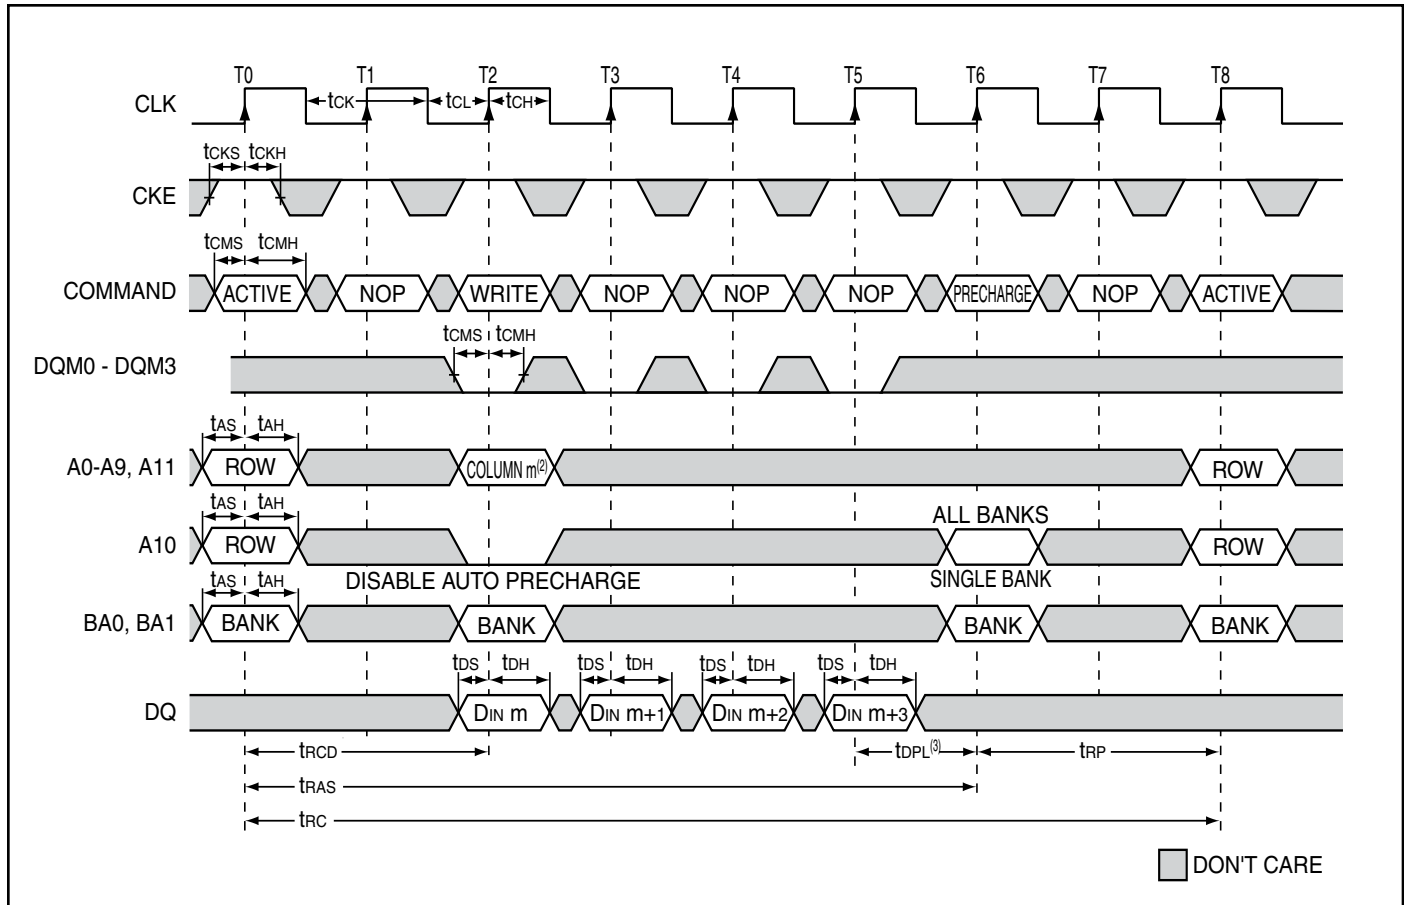 T0 T1 T2 T3 T4 T5 T6 T7 T8
CLK tCK tCL tCH
tCKS tCKH
CKE
tCMS tCMH
COMMAND ACTIVE NOP WRITE NOP NOP NOP PRECHARGE NOP ACTIVE
tCMS tCMH
DQM0 - DQM3
tAS tAH
A0-A9, A11 ROW COLUMN m(2) ROW
tAS tAH ALL BANKS
A10 ROW ROW
tAS tAH DISABLE AUTO PRECHARGE SINGLE BANK
BA0, BA1 BANK BANK BANK BANK
tDS tDH tDS tDH tDS tDH tDS tDH
DQ DIN m DIN m+1 DIN m+2 DIN m+3
tRCD tDPL(3) tRP
tRAS
tRC
DON'T CARE